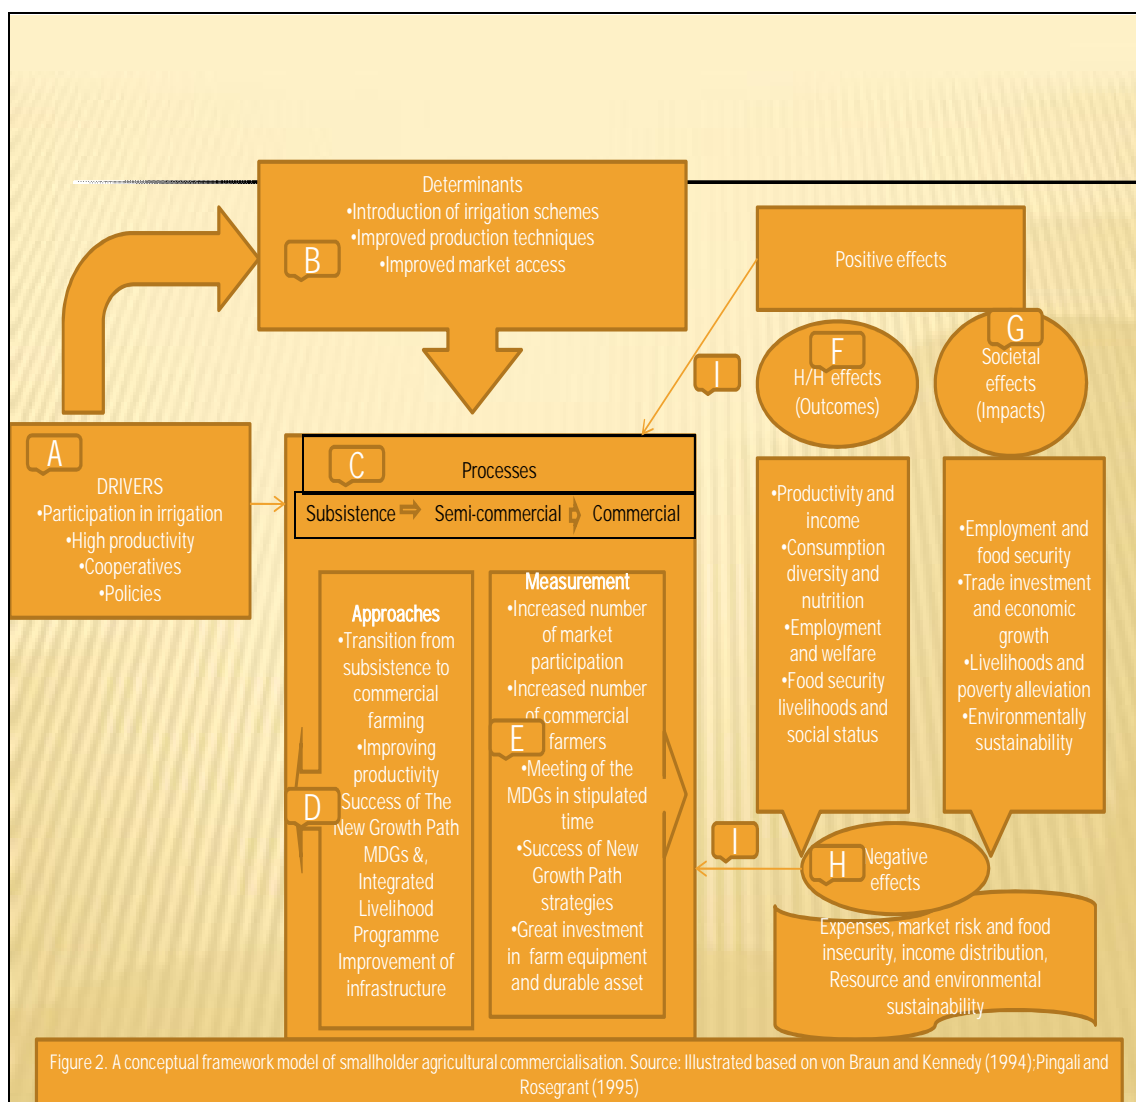 Determinants
•Introduction of irrigation schemes
•Improved production techniques
•Improved market access
B
Positive effects
A
DRIVERS
•Participation in irrigation
•High productivity
•Cooperatives
•Policies
I
F
H/H effects
(Outcomes)
G
Societal
effects
(Impacts)
C
Processes
Subsistence
Semi-commercial
Commercial
Approaches
•Transition from
subsistence to
commercial
farming
•Improving
productivity
Success of The
New Growth Path
MDGs &,
Integrated
Livelihood
Programme
Improvement of
infrastructure
D
Measurement
•Increased number
of market
participation
•Increased number
of commercial
farmers
•Meeting of the
MDGs in stipulated
time
•Success of New
Growth Path
strategies
•Great investment
in farm equipment
and durable asset
E
•Productivity and
income
•Consumption
diversity and
nutrition
•Employment
and welfare
•Food security
livelihoods and
social status
•Employment and
food security
•Trade investment
and economic
growth
•Livelihoods and
poverty alleviation
•Environmentally
sustainability
I
H
Negative
effects
Expenses, market risk and food
insecurity, income distribution,
Resource and environmental
sustainability
Figure 2. A conceptual framework model of smallholder agricultural commercialisation. Source: Illustrated based on von Braun and Kennedy (1994);Pingali and
Rosegrant (1995)